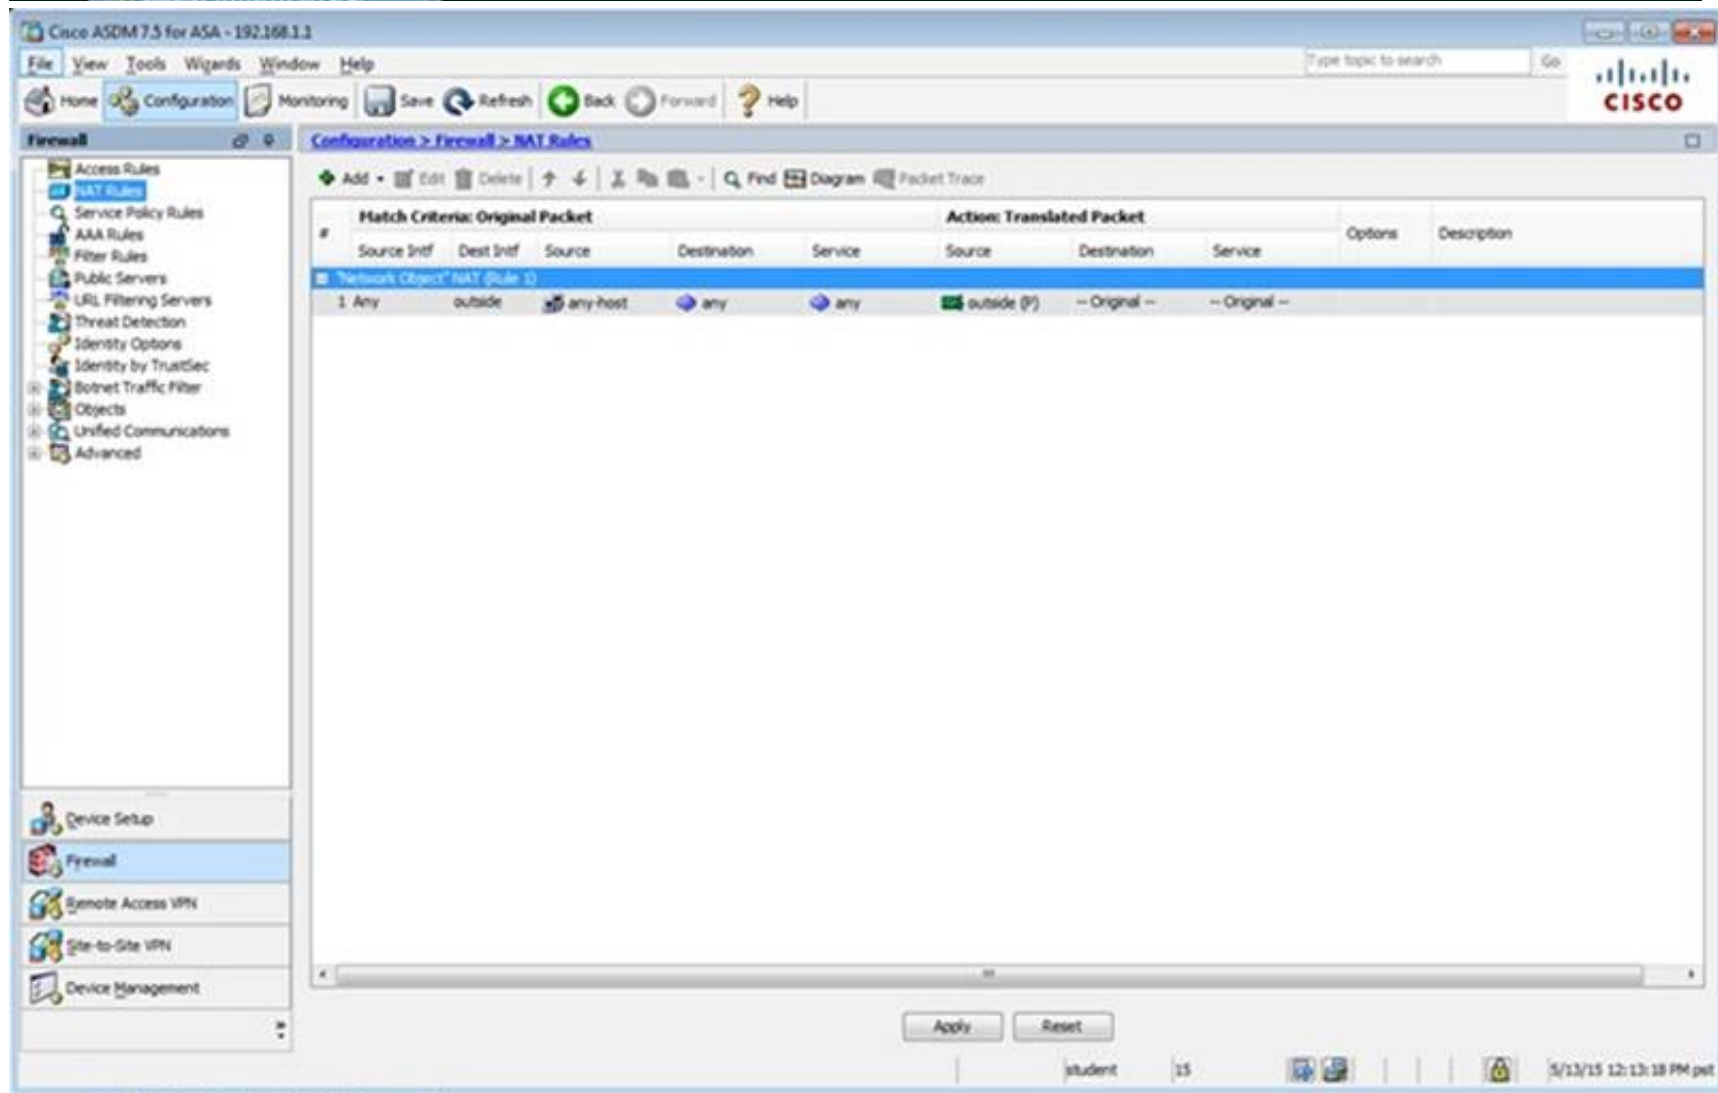 Cisco ASDM 7.5 for ASA - 192.168.1.1
File View Tools Wizards Window Help
Type topic to search Go
Home Configuration Monitoring Save Refresh Back Forward Help
CISCO
Firewall
Configuration > Firewall > NAT Rules
Access Rules
NAT Rules
Service Policy Rules
AAA Rules
Filter Rules
Public Servers
URL Filtering Servers
Threat Detection
Identity Options
Identity by TrustSec
Botnet Traffic Filter
Objects
Unified Communications
Advanced
Add Edit Delete Find Diagram Packet Trace
# Match Criteria: Original Packet Action: Translated Packet Options Description
Source Intf Dest Intf Source Destination Service Source Destination Service
"Network Object" NAT (Rule 1)
1 Any outside any-host any any outside (P) -- Original -- -- Original --
Device Setup
Firewall
Remote Access VPN
Site-to-Site VPN
Device Management
Apply Reset
student 15 5/13/15 12:13:18 PM pst